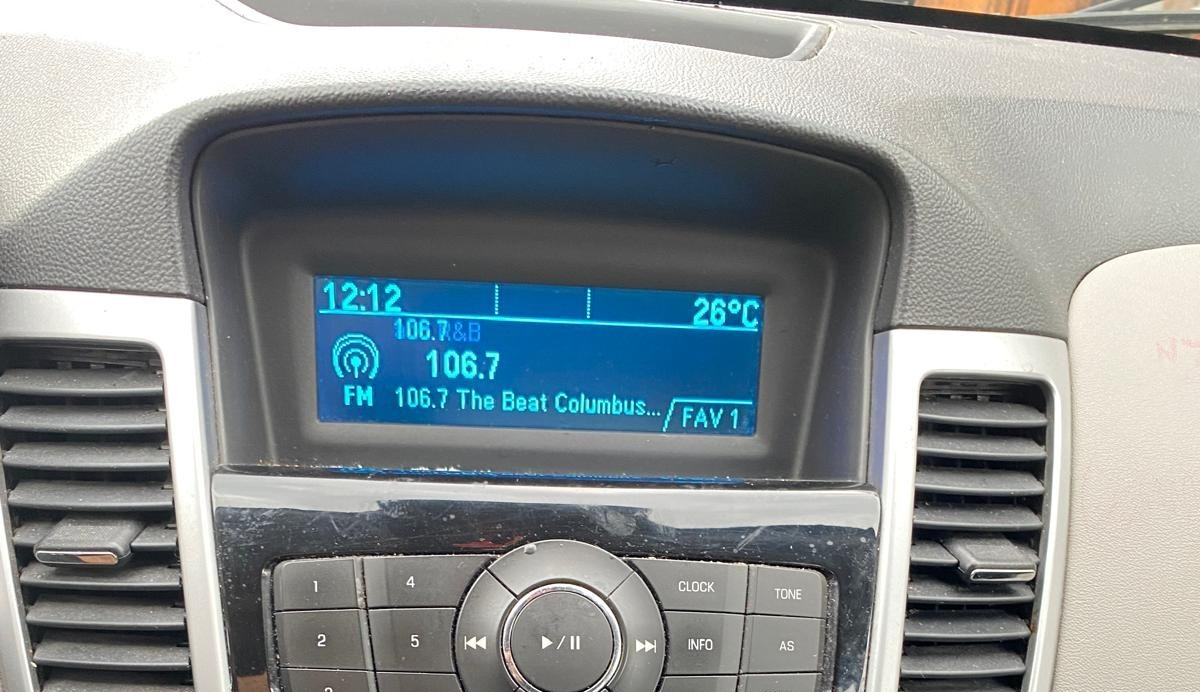 12:12
26°C
106.7 R&B
106.7
FM
106.7 The Beat Columbus...
FAV 1
1
4
CLOCK
TONE
2
5
INFO
AS